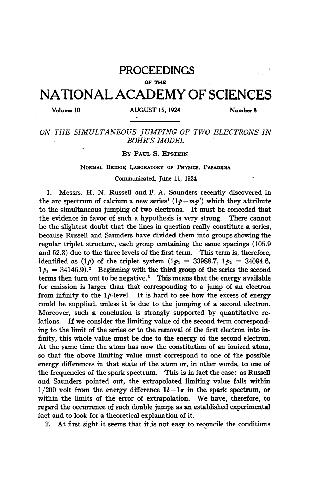 PROCEEDINGS
OF THE
NATIONAL ACADEMY OF SCIENCES
Volume 10 AUGUST 15, 1924 Number 8
ON THE SIMULTANEOUS JUMPING OF TWO ELECTRONS IN
BOHR'S MODEL
BY PAUL S. EPSTEIN
NORMAN BRIDGE LABORATORY OF PHYSICS, PASADENA
Communicated, June 11, 1924
1. Messrs. H. N. Russell and F. A. Saunders recently discovered in
the arc spectrum of calcium a new series¹ (1p–mp') which they attribute
to the simultaneous jumping of two electrons. It must be conceded that
the evidence in favor of such a hypothesis is very strong. There cannot
be the slightest doubt that the lines in question really constitute a series,
because Russell and Saunders have divided them into groups showing the
regular triplet structure, each group containing the same spacings (105.9
and 52.3) due to the three levels of the first term. This term is, therefore,
identified as (1p) of the triplet system (1p₁ = 33988.7, 1p₂ = 34094.6,
1p₃ = 34146.9).² Beginning with the third group of the series the second
terms then turn out to be negative.³ This means that the energy available
for emission is larger than that corresponding to a jump of an electron
from infinity to the 1p-level. It is hard to see how the excess of energy
could be supplied, unless it is due to the jumping of a second electron.
Moreover, such a conclusion is strongly supported by quantitative re-
lations. If we consider the limiting value of the second term correspond-
ing to the limit of the series or to the removal of the first electron into in-
finity, this whole value must be due to the energy of the second electron.
At the same time the atom has now the constitution of an ionized atom,
so that the above limiting value must correspond to one of the possible
energy differences in that state of the atom or, in other words, to one of
the frequencies of the spark spectrum. This is in fact the case: as Russell
and Saunders pointed out, the extrapolated limiting value falls within
1/200 volt from the energy difference in the spark spectrum, or
within the limits of the error of extrapolation. We have, therefore, to
regard the occurrence of such double jumps as an established experimental
fact and to look for a theoretical explanation of it.
2. At first sight it seems that it is not easy to reconcile the conditions